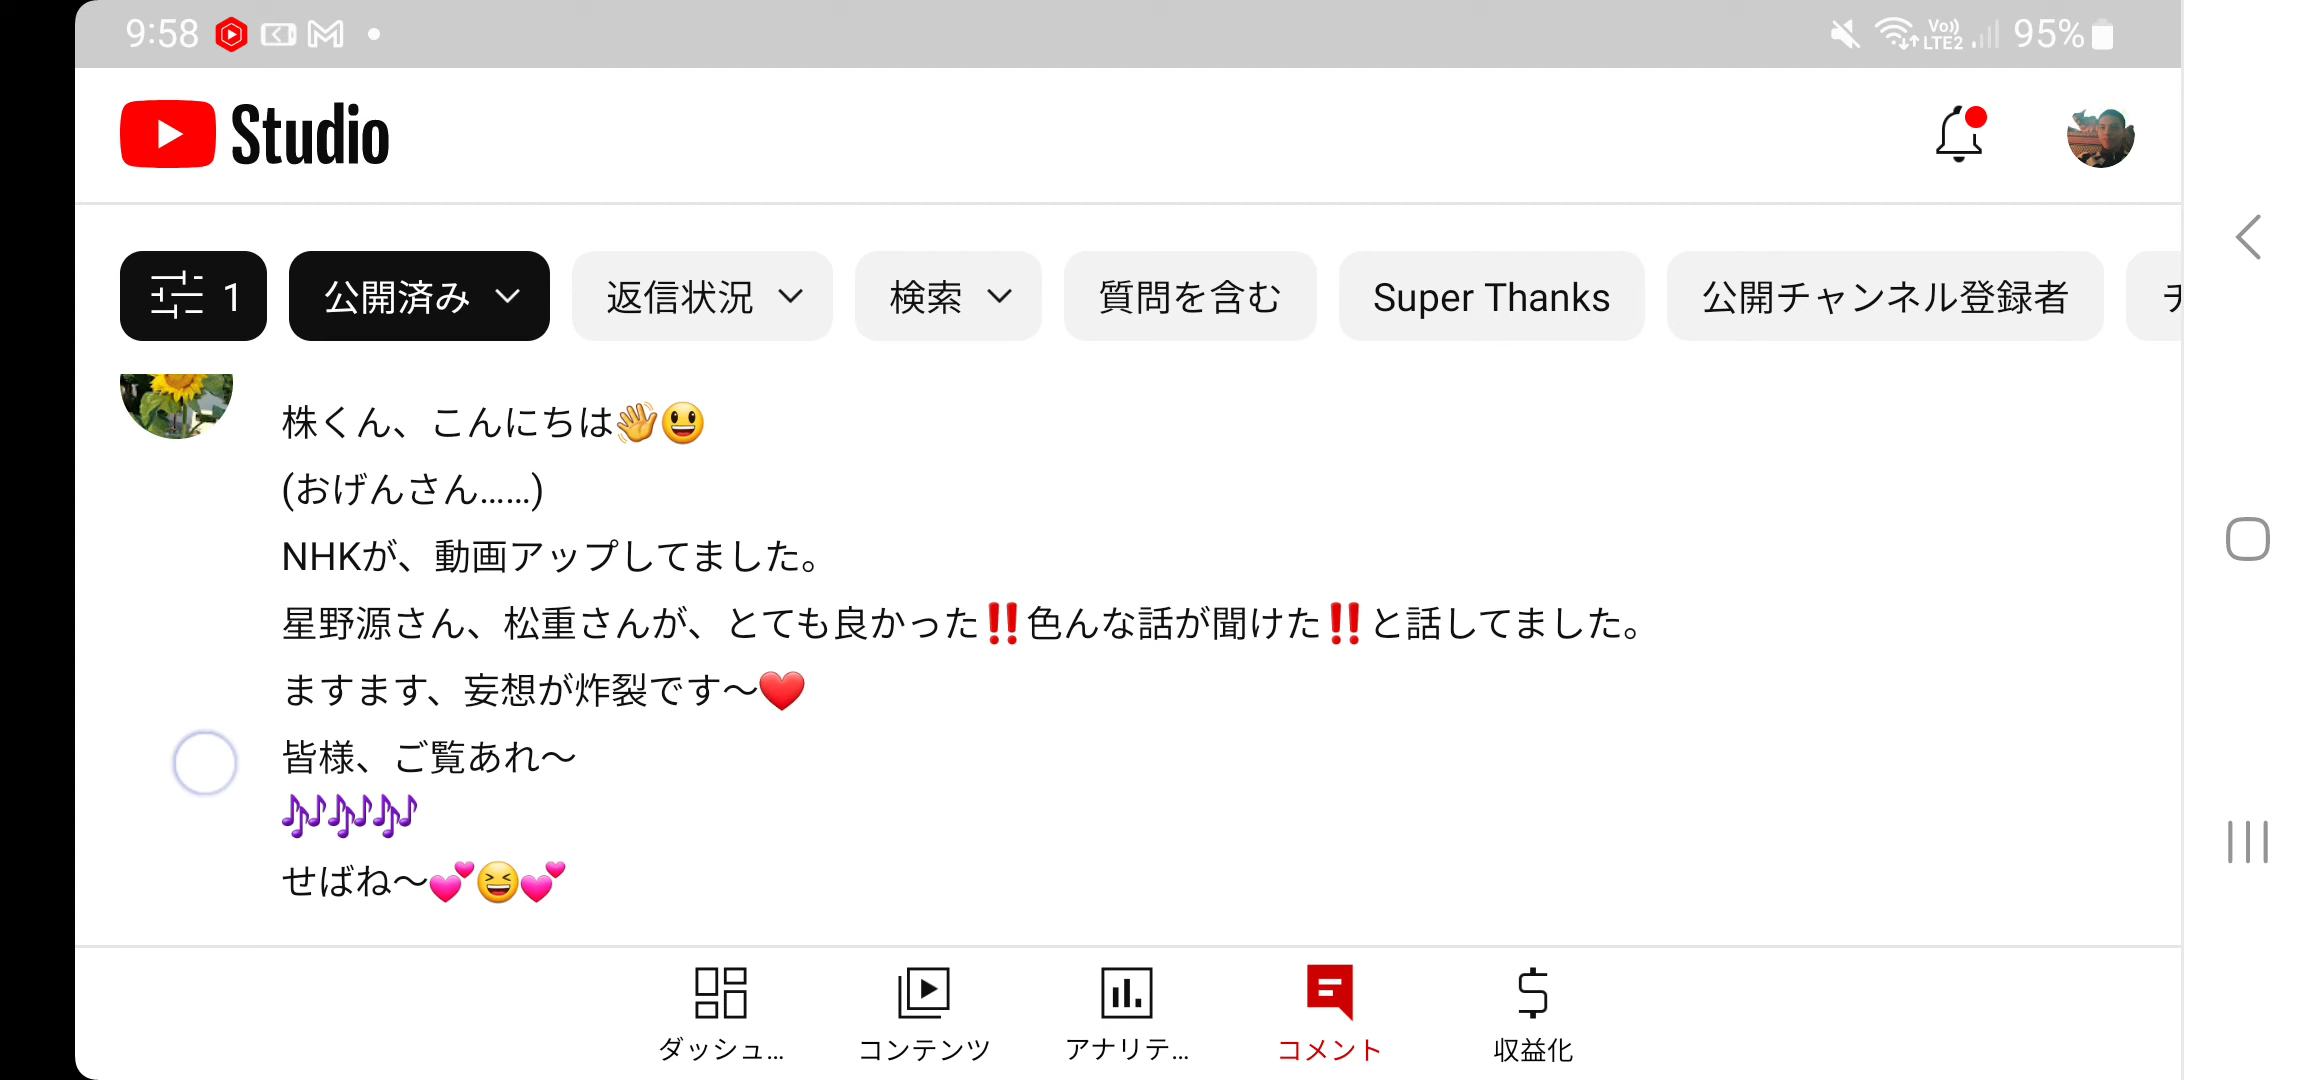 9:58
Vo)) LTE2 95%
Studio
1 公開済み 返信状況 検索 質問を含む Super Thanks 公開チャンネル登録者
株くん、こんにちは👋😃
(おげんさん……)
NHKが、動画アップしてました。
星野源さん、松重さんが、とても良かった‼️色んな話が聞けた‼️と話してました。
ますます、妄想が炸裂です〜❤️
皆様、ご覧あれ〜
🎶🎶🎶
せばね〜💕😆💕
ダッシュ... コンテンツ アナリテ... コメント 収益化